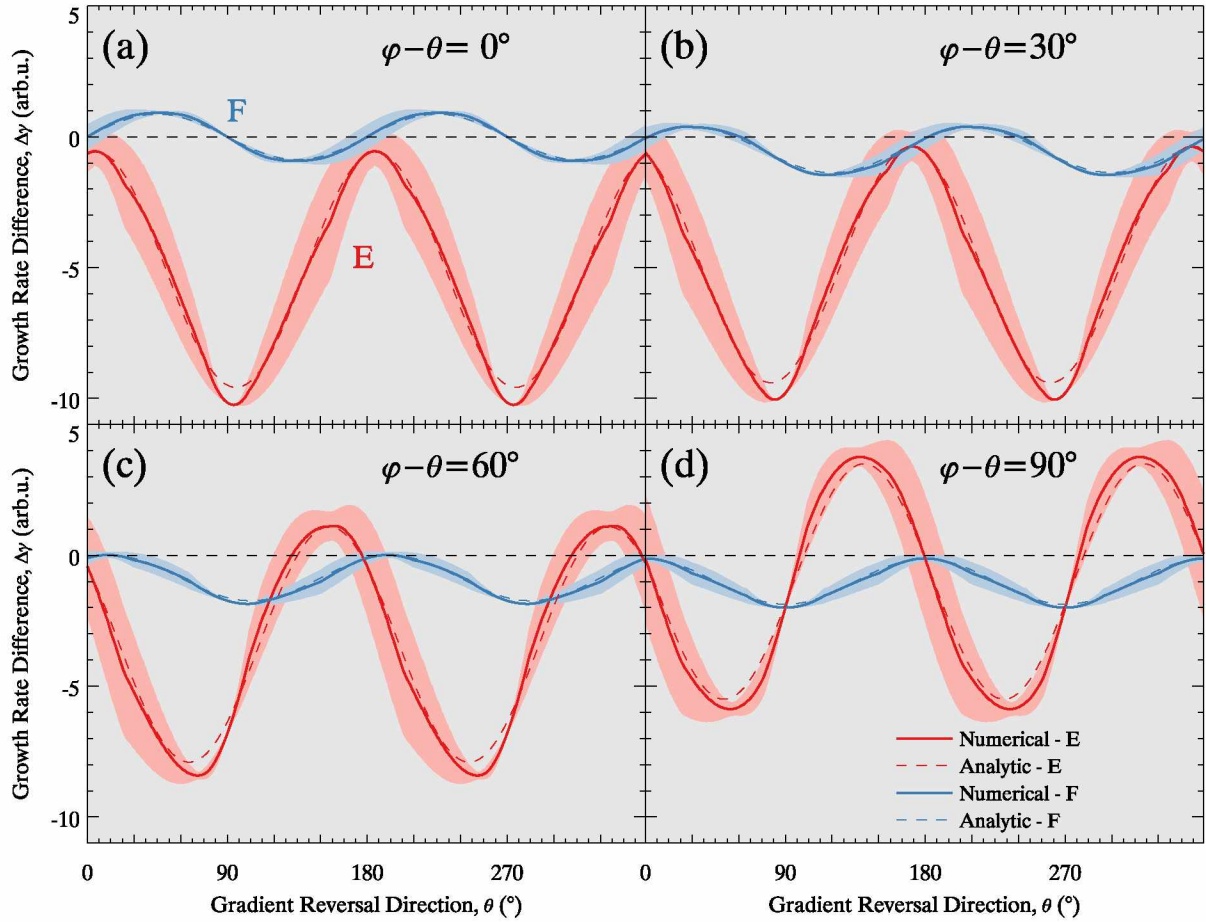 (a) φ−θ= 0°
(b) φ−θ=30°
F
E
5
0
-5
-10
Growth Rate Difference, Δγ (arb.u.)
(c) φ−θ=60°
(d) φ−θ=90°
5
0
-5
-10
Growth Rate Difference, Δγ (arb.u.)
Numerical - E
Analytic - E
Numerical - F
Analytic - F
0 90 180 270 0 90 180 270
Gradient Reversal Direction, θ (°) Gradient Reversal Direction, θ (°)